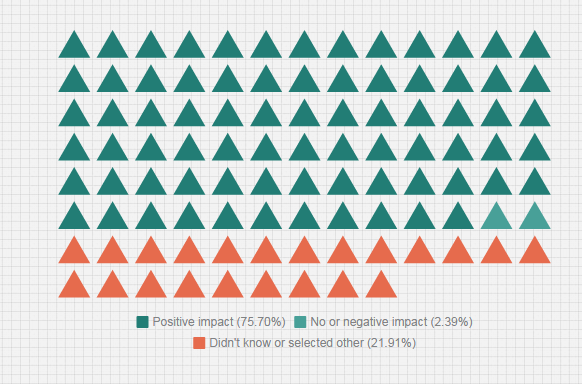 Positive impact (75.70%) No or negative impact (2.39%)
Didn't know or selected other (21.91%)